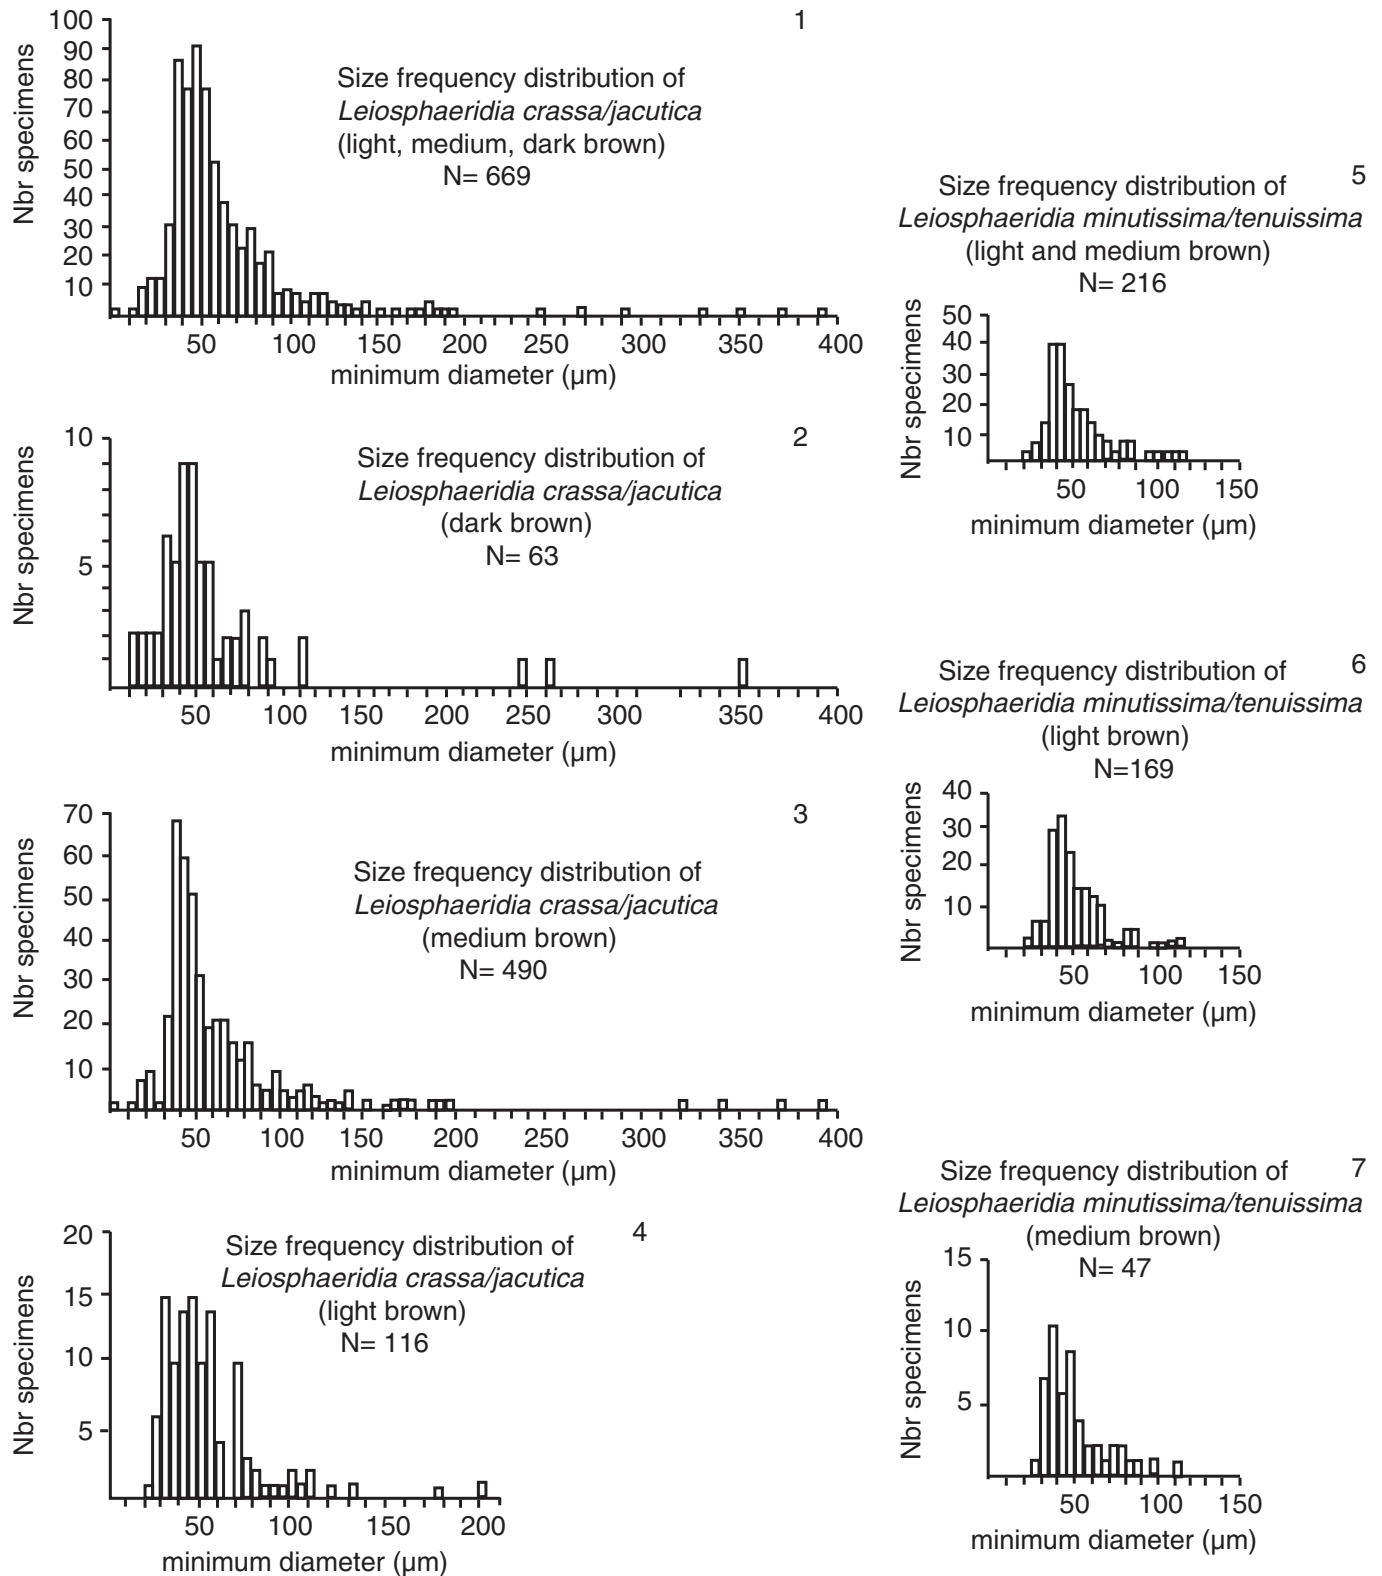 1
Size frequency distribution of
Leiosphaeridia crassa/jacutica
(light, medium, dark brown)
N= 669
Nbr specimens
100
90
80
70
60
50
40
30
20
10
50 100 150 200 250 300 350 400
minimum diameter (µm)
2
Size frequency distribution of
Leiosphaeridia crassa/jacutica
(dark brown)
N= 63
Nbr specimens
10
5
50 100 150 200 250 300 350 400
minimum diameter (µm)
3
Size frequency distribution of
Leiosphaeridia crassa/jacutica
(medium brown)
N= 490
Nbr specimens
70
60
50
40
30
20
10
50 100 150 200 250 300 350 400
minimum diameter (µm)
4
Size frequency distribution of
Leiosphaeridia crassa/jacutica
(light brown)
N= 116
Nbr specimens
20
15
10
5
50 100 150 200
minimum diameter (µm)
5
Size frequency distribution of
Leiosphaeridia minutissima/tenuissima
(light and medium brown)
N= 216
Nbr specimens
50
40
30
20
10
50 100 150
minimum diameter (µm)
6
Size frequency distribution of
Leiosphaeridia minutissima/tenuissima
(light brown)
N=169
Nbr specimens
40
30
20
10
50 100 150
minimum diameter (µm)
7
Size frequency distribution of
Leiosphaeridia minutissima/tenuissima
(medium brown)
N= 47
Nbr specimens
15
10
5
50 100 150
minimum diameter (µm)